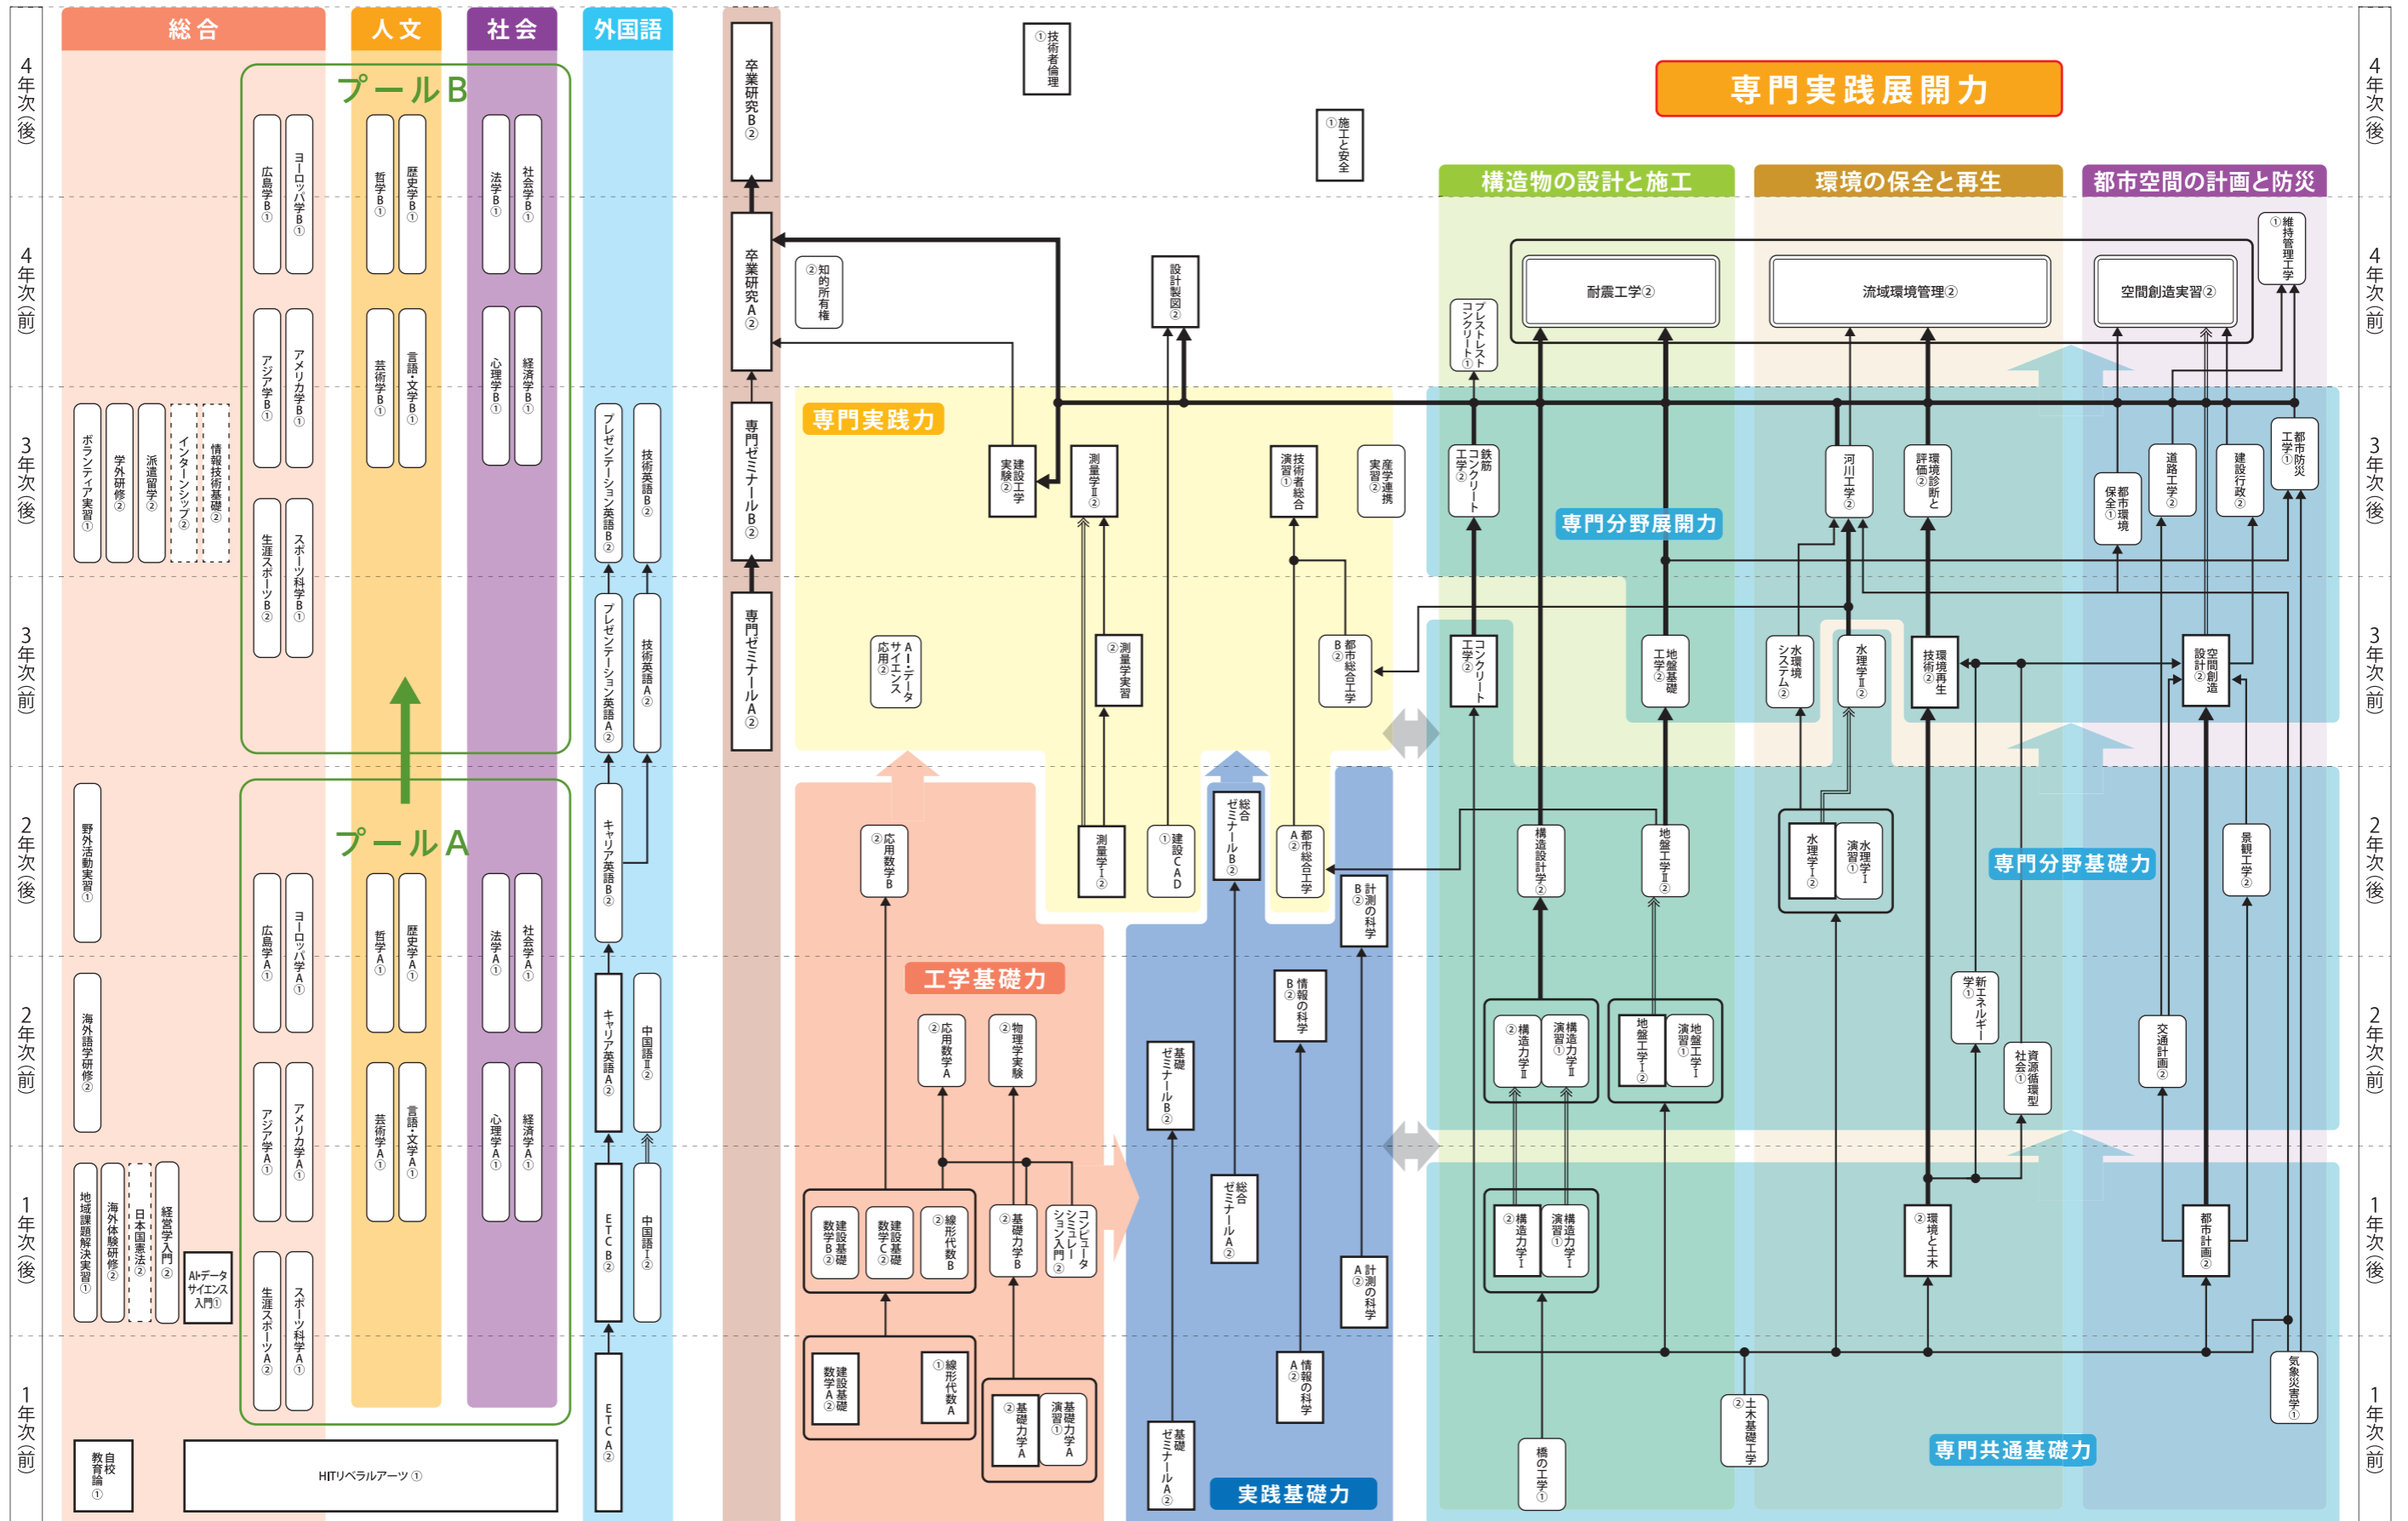 総合
人文
社会
外国語
4年次(後)
4年次(前)
3年次(後)
3年次(前)
2年次(後)
2年次(前)
1年次(後)
1年次(前)
プールB
広島学B①
ヨーロッパ学B①
哲学B①
歴史学B①
法学B①
社会学B①
アジア学B①
アメリカ学B①
芸術学B①
言語・文学B①
心理学B①
経済学B①
生涯スポーツB②
スポーツ科学B①
ボランティア実習①
学外研修②
派遣留学②
インターンシップ②
情報技術基礎②
プレゼンテーション英語B②
技術英語B②
プレゼンテーション英語A②
技術英語A②
プールA
野外活動実習①
広島学A①
ヨーロッパ学A①
哲学A①
歴史学A①
法学A①
社会学A①
キャリア英語B②
海外語学研修②
アジア学A①
アメリカ学A①
芸術学A①
言語・文学A①
心理学A①
経済学A①
キャリア英語A②
中国語Ⅱ②
地域課題解決実習①
海外体験研修②
日本国憲法②
経営学入門②
AI・データ
サイエンス
入門①
生涯スポーツA②
スポーツ科学A①
ETC B②
中国語Ⅰ②
自校
教育論①
HITリベラルアーツ ①
ETC A②
卒業研究B②
卒業研究A②
専門ゼミナールB②
専門ゼミナールA②
技術者倫理①
施工と安全①
知的所有権②
設計製図②
専門実践力
建設工学
実験②
測量学Ⅱ②
技術者総合
演習①
産学連携
実習②
AI・データ
サイエンス
応用②
測量学実習②
都市総合工学
B②
応用数学B②
測量学Ⅰ②
建設CAD①
総合
ゼミナールB②
都市総合工学
A②
計測の科学
B②
工学基礎力
応用数学A②
物理学実験②
基礎
ゼミナールB②
情報の科学
B②
建設基礎
数学B②
建設基礎
数学C②
線形代数B②
基礎力学B②
コンピュータ
シミュレー
ション入門②
総合
ゼミナールA②
計測の科学
A②
建設基礎
数学A②
線形代数A①
基礎力学A②
基礎力学A
演習①
基礎
ゼミナールA②
情報の科学
A②
実践基礎力
専門実践展開力
構造物の設計と施工
環境の保全と再生
都市空間の計画と防災
維持管理工学①
耐震工学②
流域環境管理②
空間創造実習②
プレストレスト
コンクリート①
鉄筋
コンクリート
工学②
専門分野展開力
河川工学②
環境診断と
評価②
都市環境
保全①
道路工学②
建設行政②
都市防災
工学①
コンクリート
工学②
地盤基礎
工学②
水環境
システム②
水理学Ⅱ②
環境再生
技術②
空間創造
設計②
構造設計学②
地盤工学Ⅱ②
水理学Ⅰ②
水理学Ⅰ
演習①
専門分野基礎力
景観工学②
構造力学Ⅱ②
構造力学Ⅱ
演習①
地盤工学Ⅰ②
地盤工学Ⅰ
演習①
新エネルギー
学①
資源循環型
社会①
交通計画②
構造力学Ⅰ②
構造力学Ⅰ
演習①
環境と土木②
都市計画②
橋の工学①
土木基礎工学②
気象災害学①
専門共通基礎力
4年次(後)
4年次(前)
3年次(後)
3年次(前)
2年次(後)
2年次(前)
1年次(後)
1年次(前)